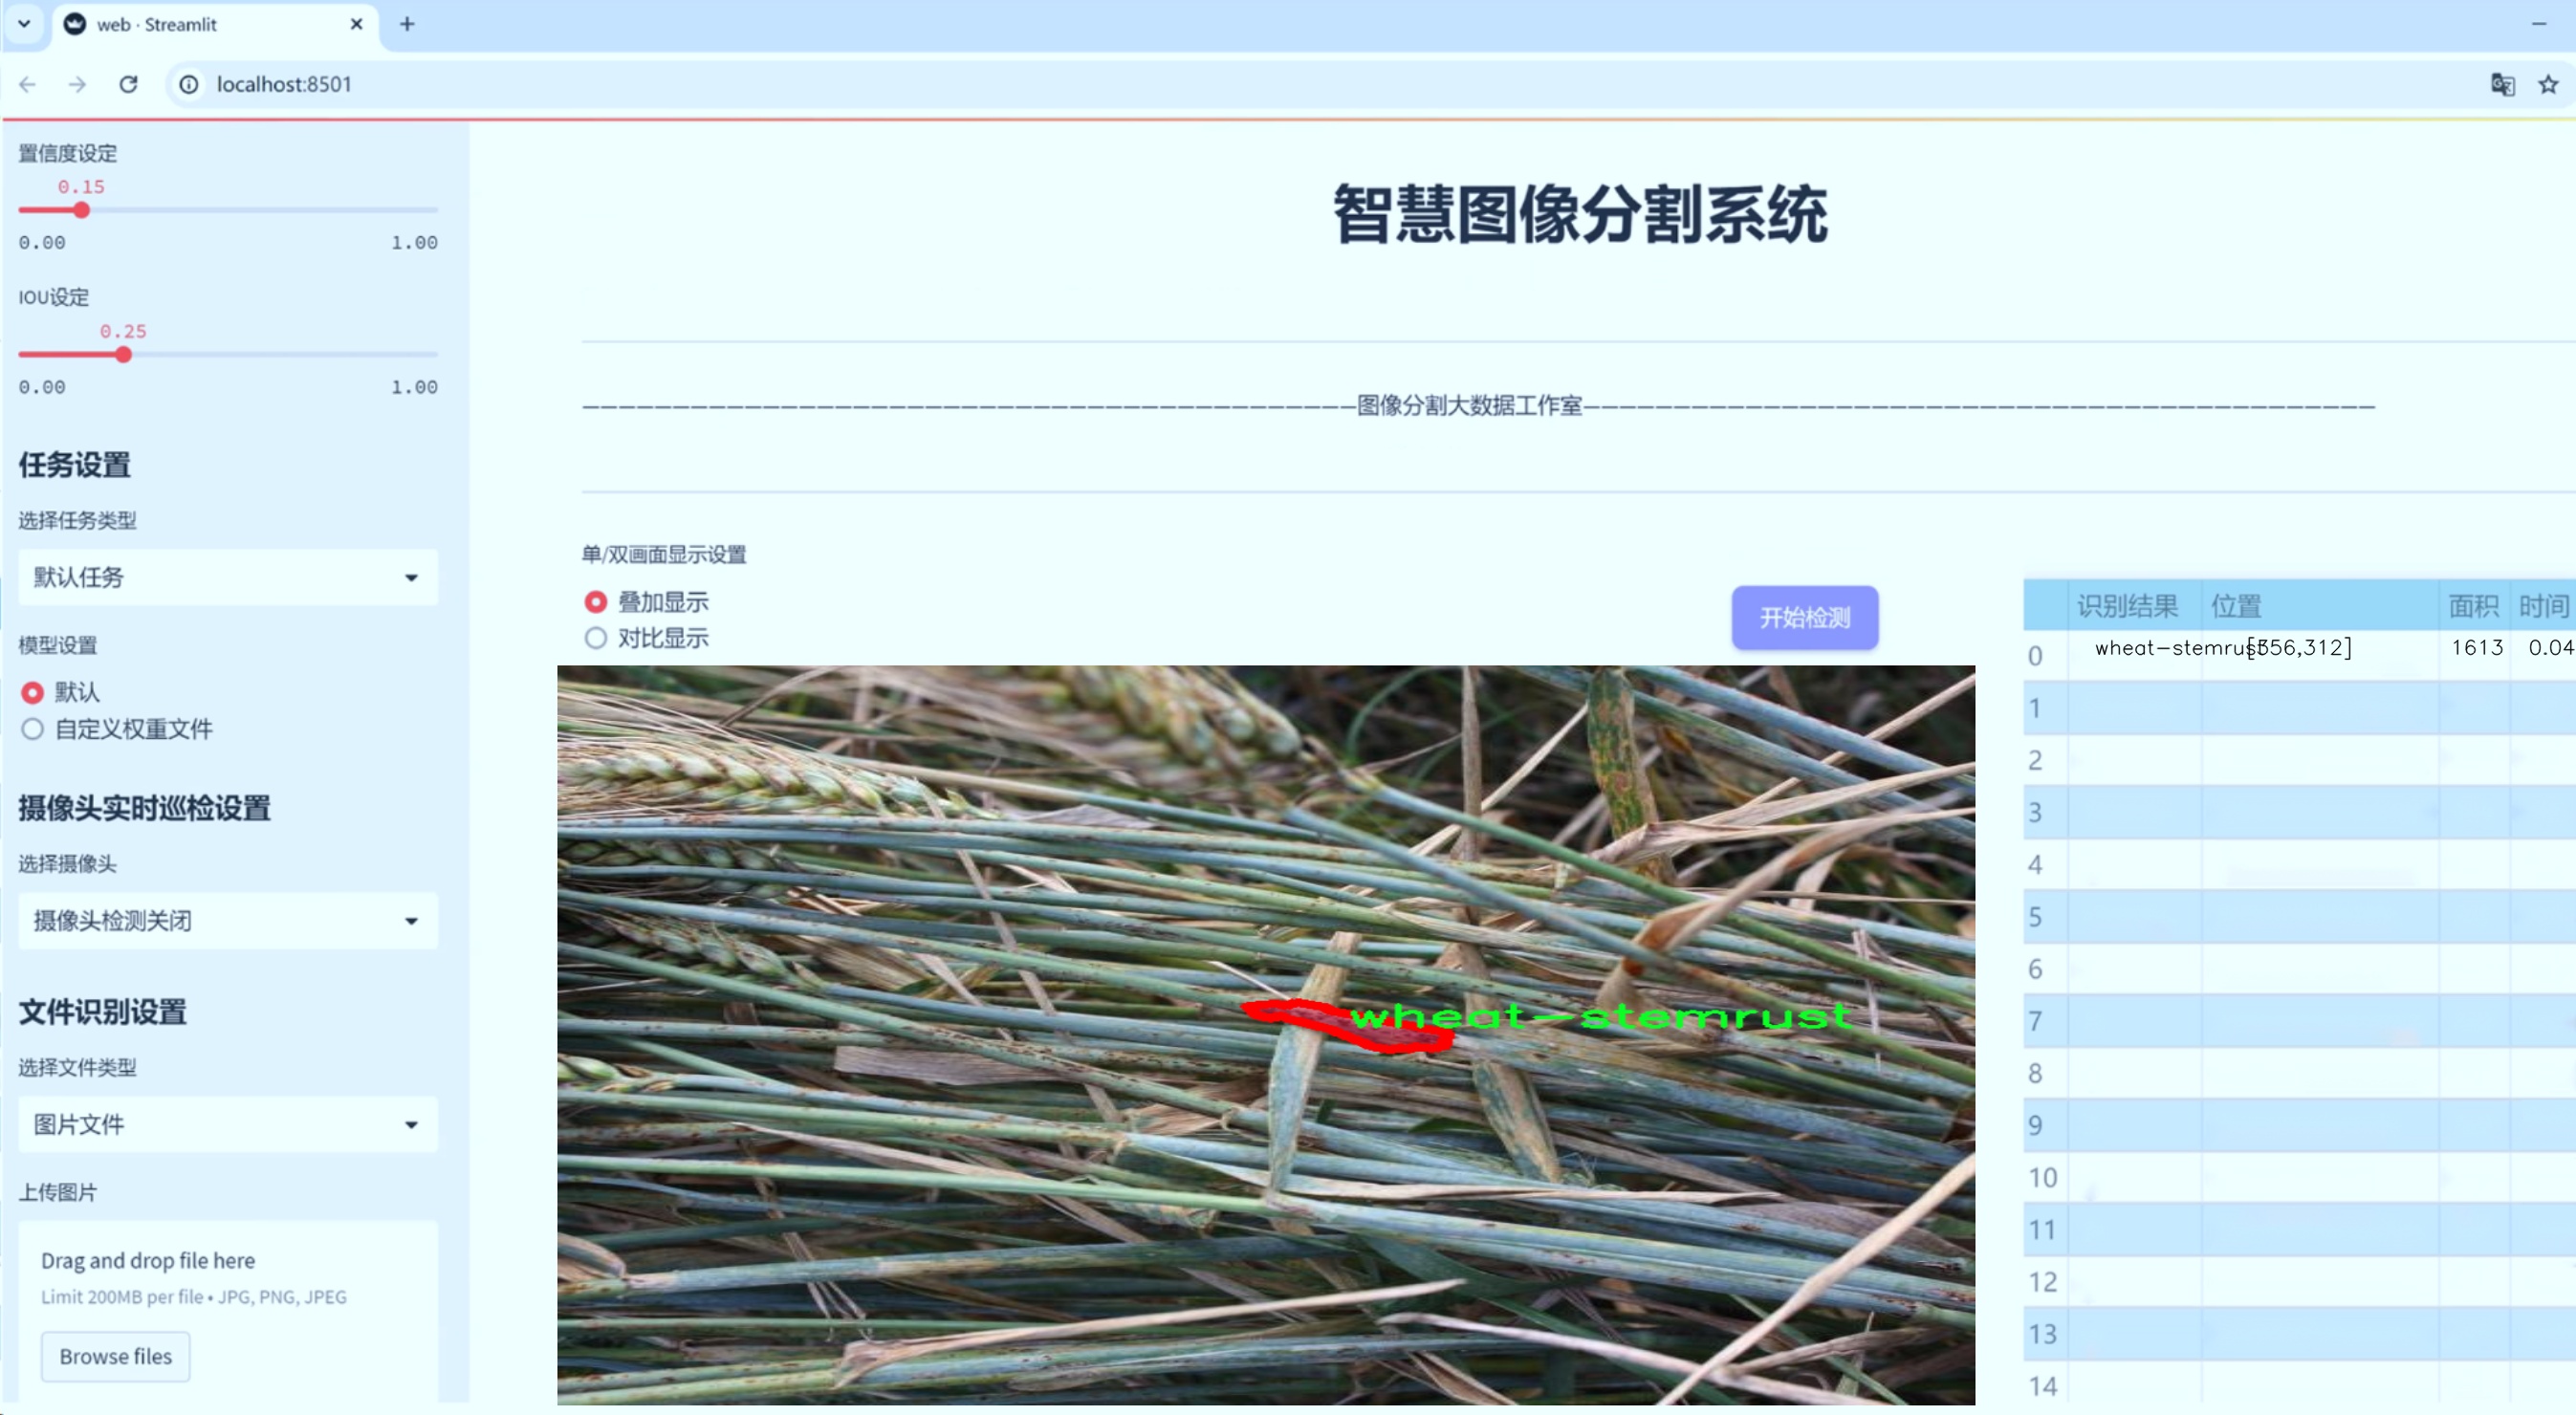 web · Streamlit
localhost:8501
置信度设定
0.15
0.00 1.00
IOU设定
0.25
0.00 1.00
任务设置
选择任务类型
默认任务
模型设置
默认
自定义权重文件
摄像头实时巡检设置
选择摄像头
摄像头检测关闭
文件识别设置
选择文件类型
图片文件
上传图片
Drag and drop file here
Limit 200MB per file • JPG, PNG, JPEG
Browse files
智慧图像分割系统
图像分割大数据工作室
单/双画面显示设置
叠加显示
对比显示
开始检测
wheat-stemrust
识别结果 位置 面积 时间
0 wheat-stemrust 1613 0.04
1
2
3
4
5
6
7
8
9
10
11
12
13
14